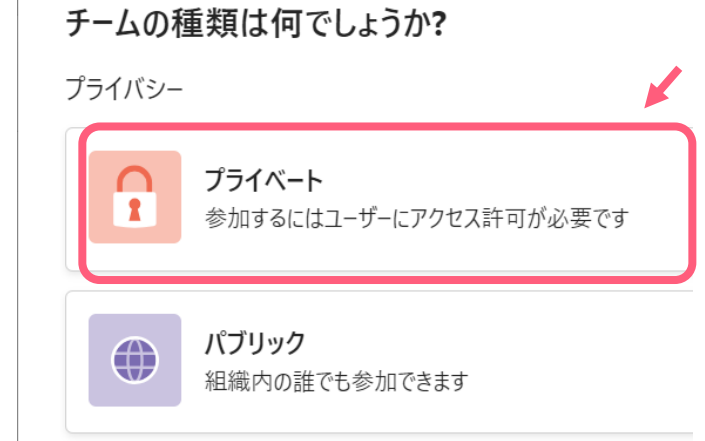 チームの種類は何でしょうか?
プライバシー
プライベート
参加するにはユーザーにアクセス許可が必要です
パブリック
組織内の誰でも参加できます